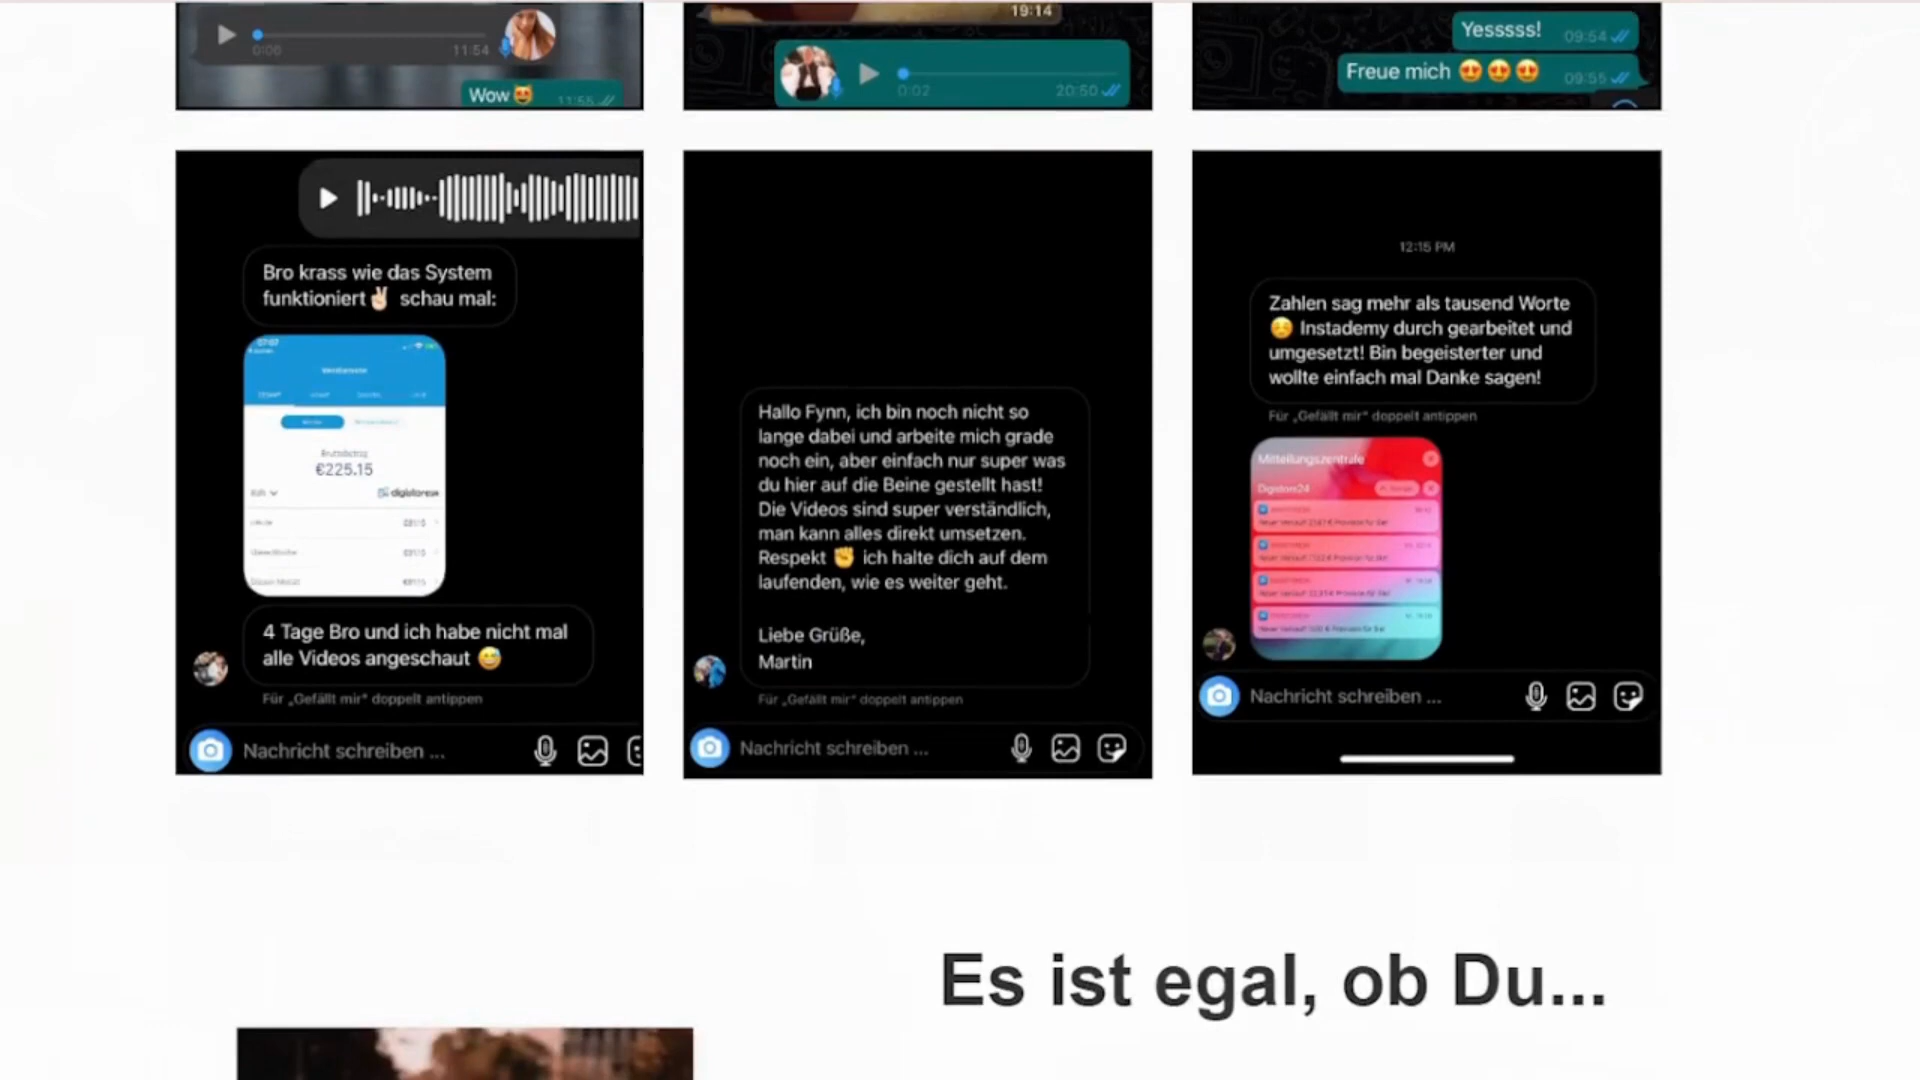 0:00 11:54
Wow 😍 11:55
19:14
0:02 20:50
Yesssss! 09:54
Freue mich 😍😍😍 09:55
Bro krass wie das System
funktioniert✌🏻 schau mal:
€225.15
4 Tage Bro und ich habe nicht mal
alle Videos angeschaut 😅
Für „Gefällt mir“ doppelt antippen
Nachricht schreiben ...
Hallo Fynn, ich bin noch nicht so
lange dabei und arbeite mich grade
noch ein, aber einfach nur super was
du hier auf die Beine gestellt hast!
Die Videos sind super verständlich,
man kann alles direkt umsetzen.
Respekt ✊ ich halte dich auf dem
laufenden, wie es weiter geht.
Liebe Grüße,
Martin
Für „Gefällt mir“ doppelt antippen
Nachricht schreiben ...
12:15 PM
Zahlen sag mehr als tausend Worte
☺️ Instademy durch gearbeitet und
umgesetzt! Bin begeisterter und
wollte einfach mal Danke sagen!
Für „Gefällt mir“ doppelt antippen
Mitteilungszentrale
Digistore24
Nachricht schreiben ...
Es ist egal, ob Du...